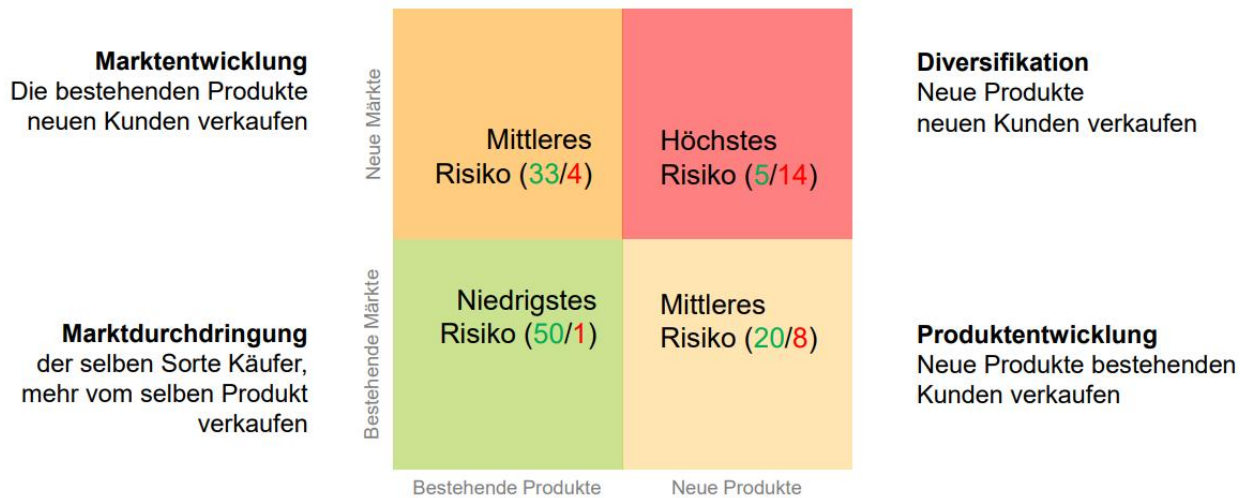 Marktentwicklung
Die bestehenden Produkte
neuen Kunden verkaufen
Neue Märkte
Mittleres
Risiko (33/4)
Höchstes
Risiko (5/14)
Diversifikation
Neue Produkte
neuen Kunden verkaufen
Marktdurchdringung
der selben Sorte Käufer,
mehr vom selben Produkt
verkaufen
Bestehende Märkte
Niedrigstes
Risiko (50/1)
Mittleres
Risiko (20/8)
Produktentwicklung
Neue Produkte bestehenden
Kunden verkaufen
Bestehende Produkte
Neue Produkte